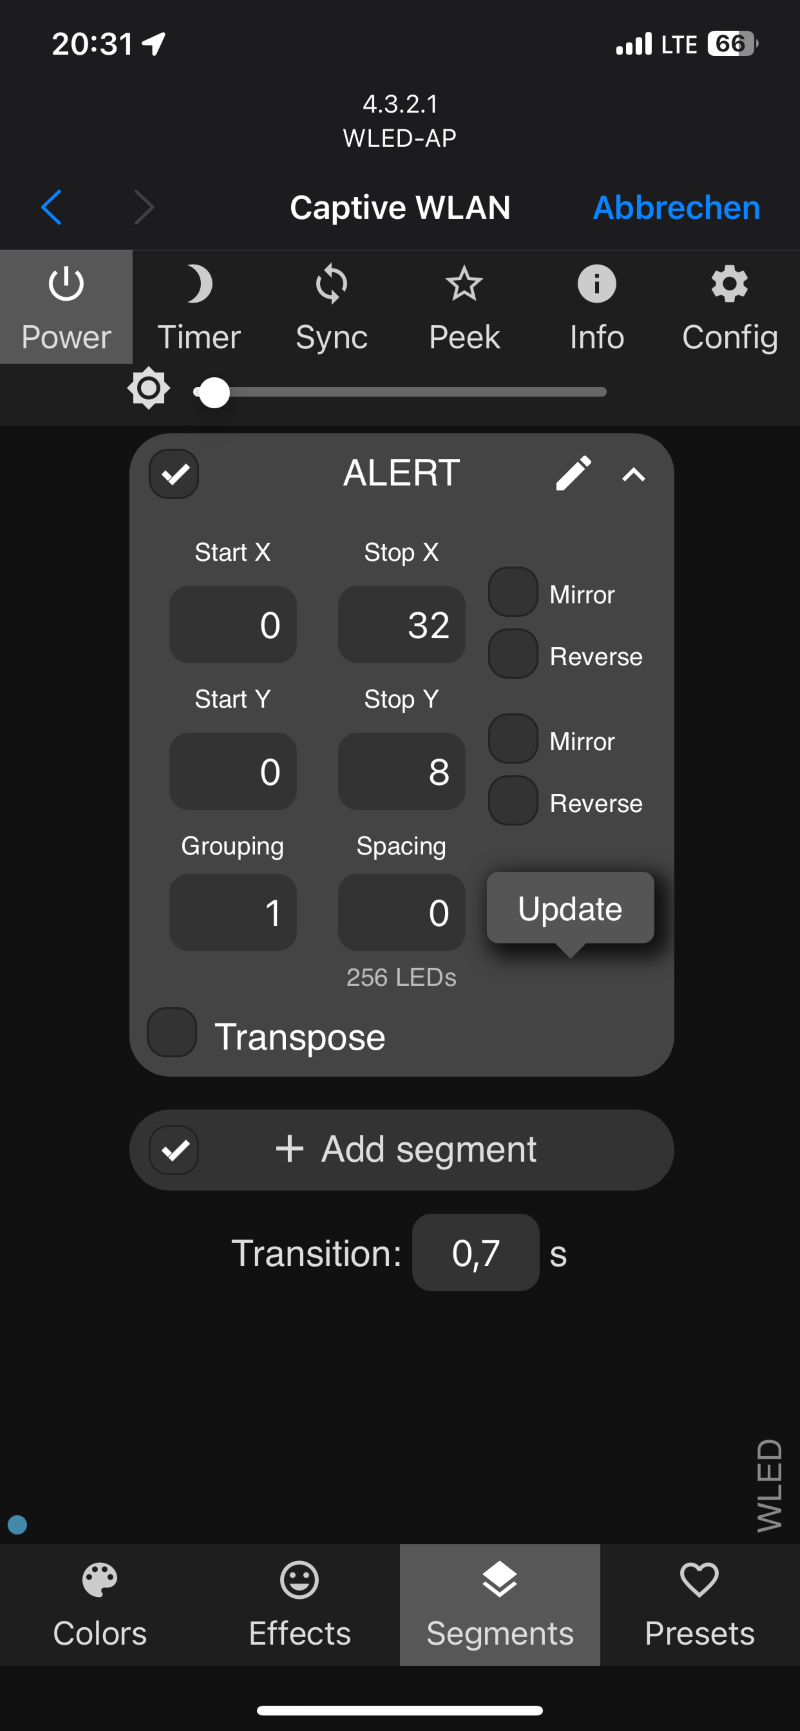 20:31
LTE
66
4.3.2.1
WLED-AP
Captive WLAN
Abbrechen
Power
Timer
Sync
Peek
Info
Config
ALERT
Start X
Stop X
0
32
Mirror
Reverse
Start Y
Stop Y
0
8
Mirror
Reverse
Grouping
Spacing
1
0
Update
256 LEDs
Transpose
+ Add segment
Transition: 0,7 s
WLED
Colors
Effects
Segments
Presets